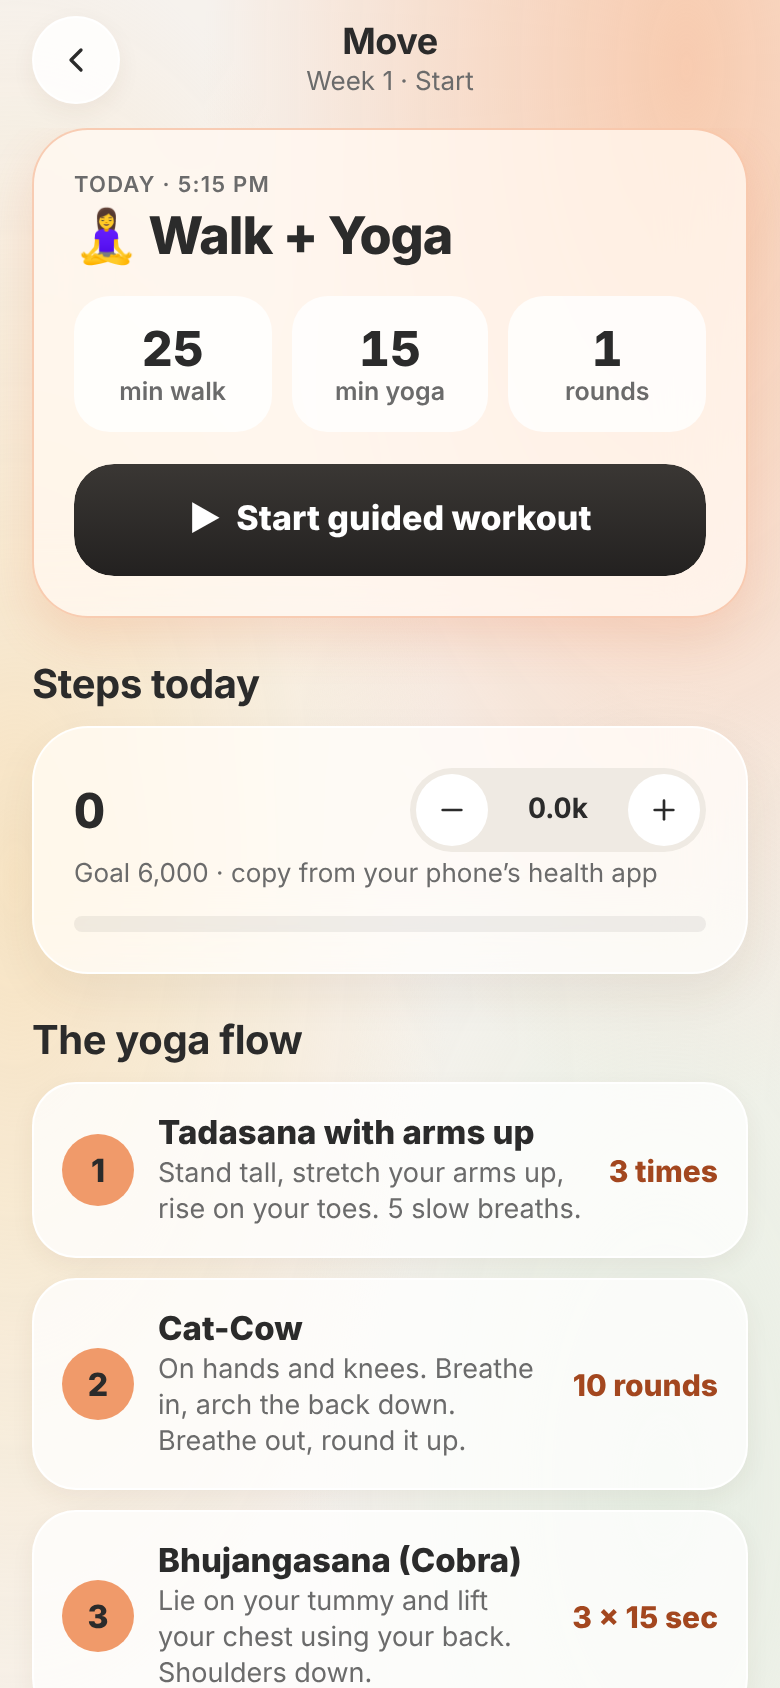 Move
Week 1 · Start
TODAY · 5:15 PM
🧘‍♀️ Walk + Yoga
25
min walk
15
min yoga
1
rounds
▶ Start guided workout
Steps today
0
− 0.0k +
Goal 6,000 · copy from your phone’s health app
The yoga flow
1
Tadasana with arms up
Stand tall, stretch your arms up,
rise on your toes. 5 slow breaths.
3 times
2
Cat-Cow
On hands and knees. Breathe
in, arch the back down.
Breathe out, round it up.
10 rounds
3
Bhujangasana (Cobra)
Lie on your tummy and lift
your chest using your back.
Shoulders down.
3 × 15 sec